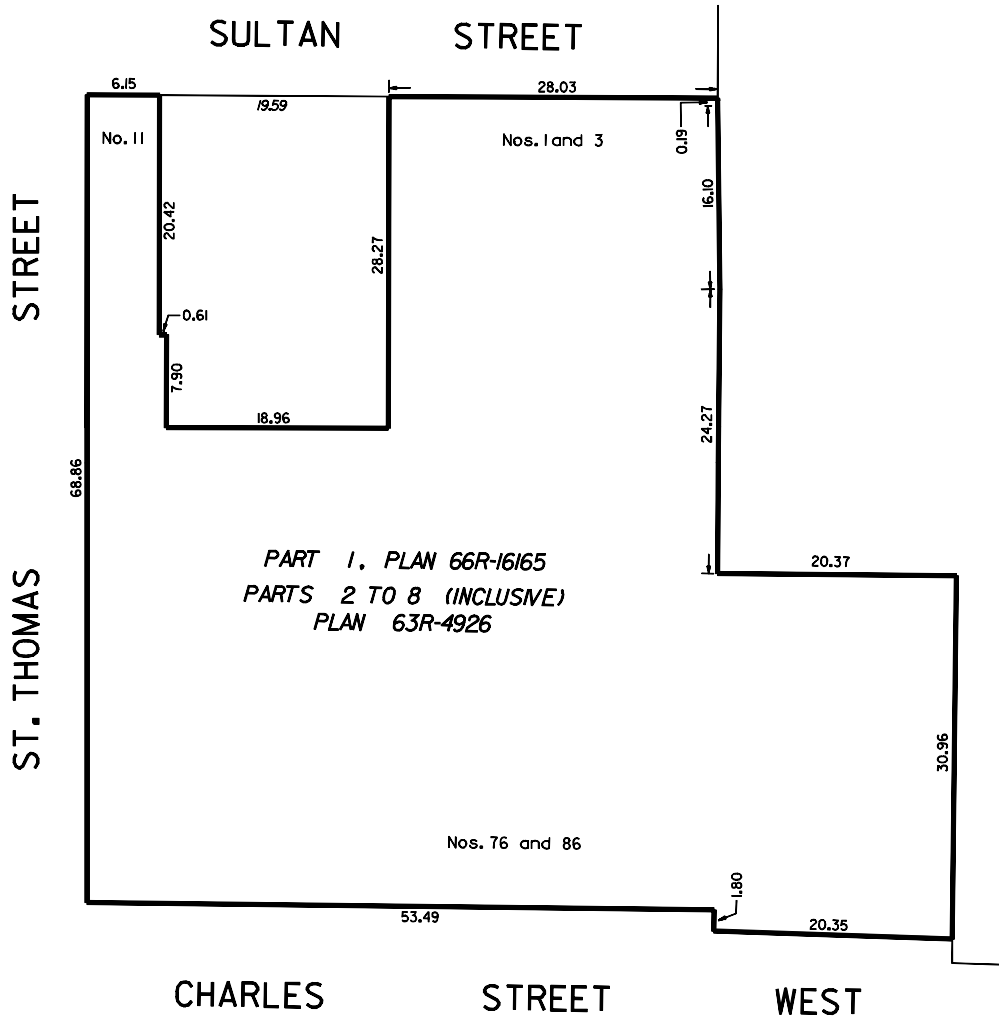 SULTAN STREET
6.15
19.59
28.03
No. 11
Nos. 1 and 3
0.19
16.10
20.42
28.27
STREET
0.61
7.90
18.96
24.27
68.86
PART 1, PLAN 66R-16165
PARTS 2 TO 8 (INCLUSIVE)
PLAN 63R-4926
20.37
ST. THOMAS
30.96
Nos. 76 and 86
1.80
53.49
20.35
CHARLES STREET WEST